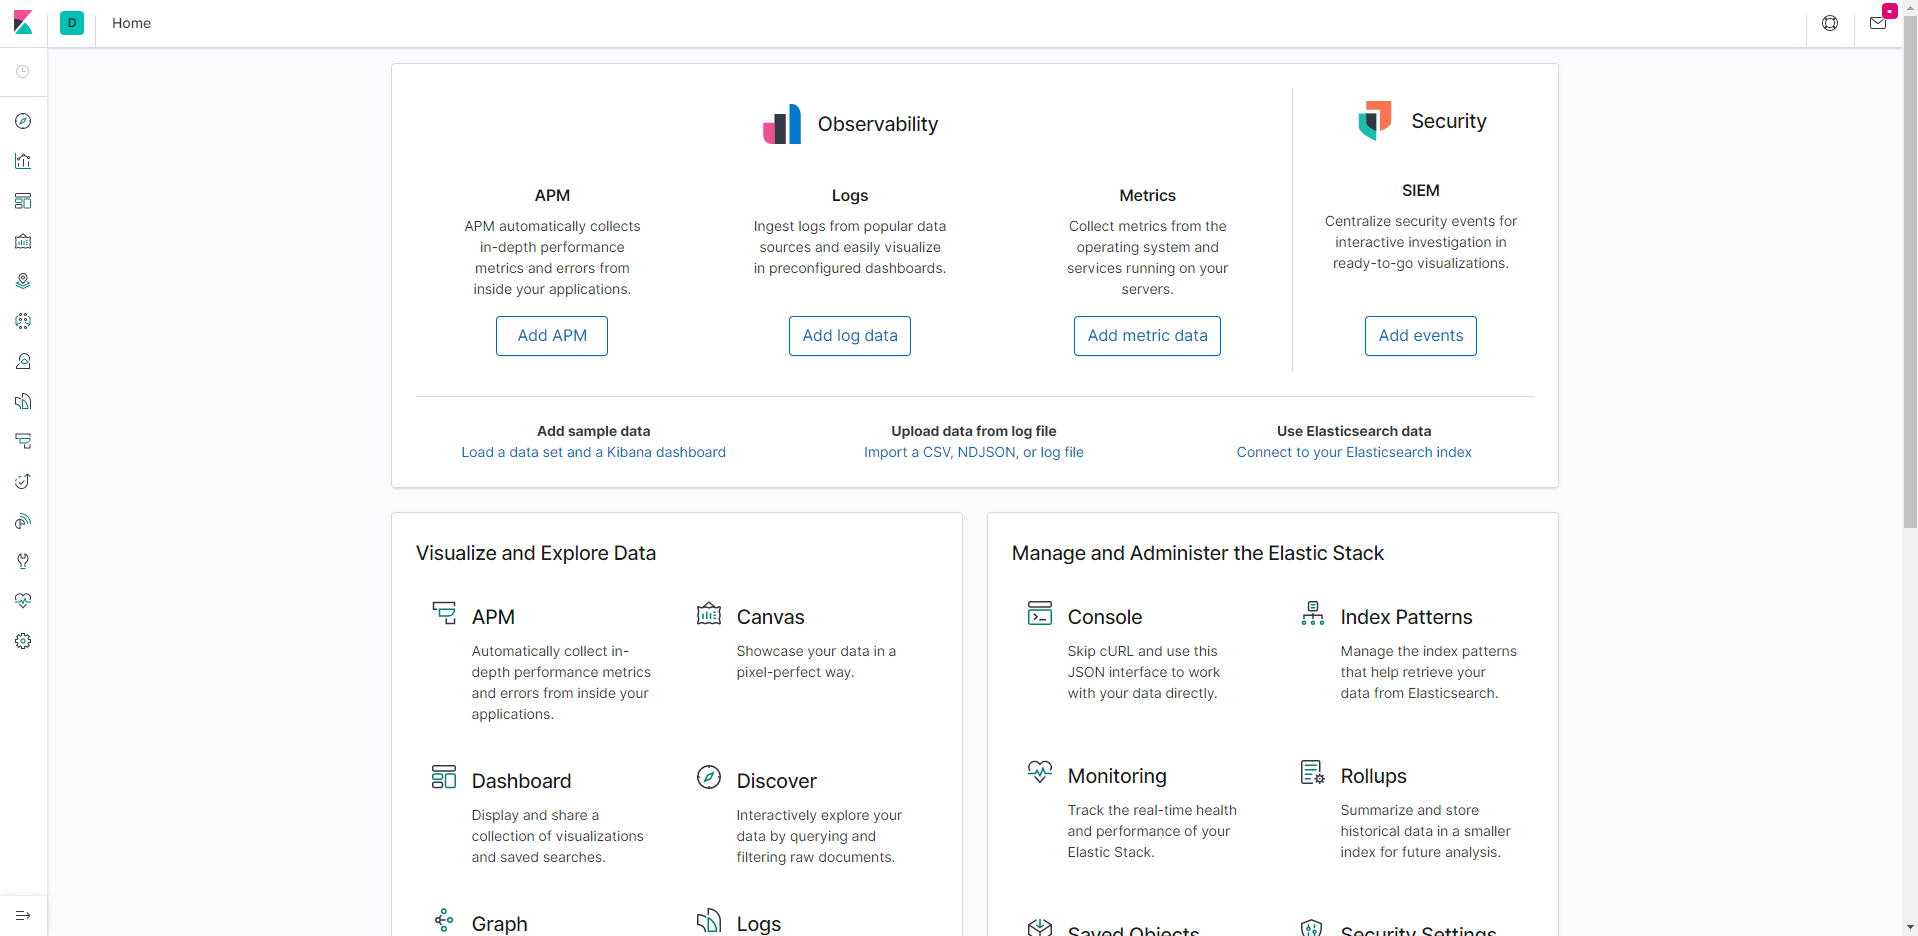 D
Home
Observability
Security
APM
APM automatically collects
in-depth performance
metrics and errors from
inside your applications.
Add APM
Logs
Ingest logs from popular data
sources and easily visualize
in preconfigured dashboards.
Add log data
Metrics
Collect metrics from the
operating system and
services running on your
servers.
Add metric data
SIEM
Centralize security events for
interactive investigation in
ready-to-go visualizations.
Add events
Add sample data
Load a data set and a Kibana dashboard
Upload data from log file
Import a CSV, NDJSON, or log file
Use Elasticsearch data
Connect to your Elasticsearch index
Visualize and Explore Data
APM
Automatically collect in-
depth performance metrics
and errors from inside your
applications.
Canvas
Showcase your data in a
pixel-perfect way.
Dashboard
Display and share a
collection of visualizations
and saved searches.
Discover
Interactively explore your
data by querying and
filtering raw documents.
Graph
Logs
Manage and Administer the Elastic Stack
Console
Skip cURL and use this
JSON interface to work
with your data directly.
Index Patterns
Manage the index patterns
that help retrieve your
data from Elasticsearch.
Monitoring
Track the real-time health
and performance of your
Elastic Stack.
Rollups
Summarize and store
historical data in a smaller
index for future analysis.
Saved Objects
Security Settings